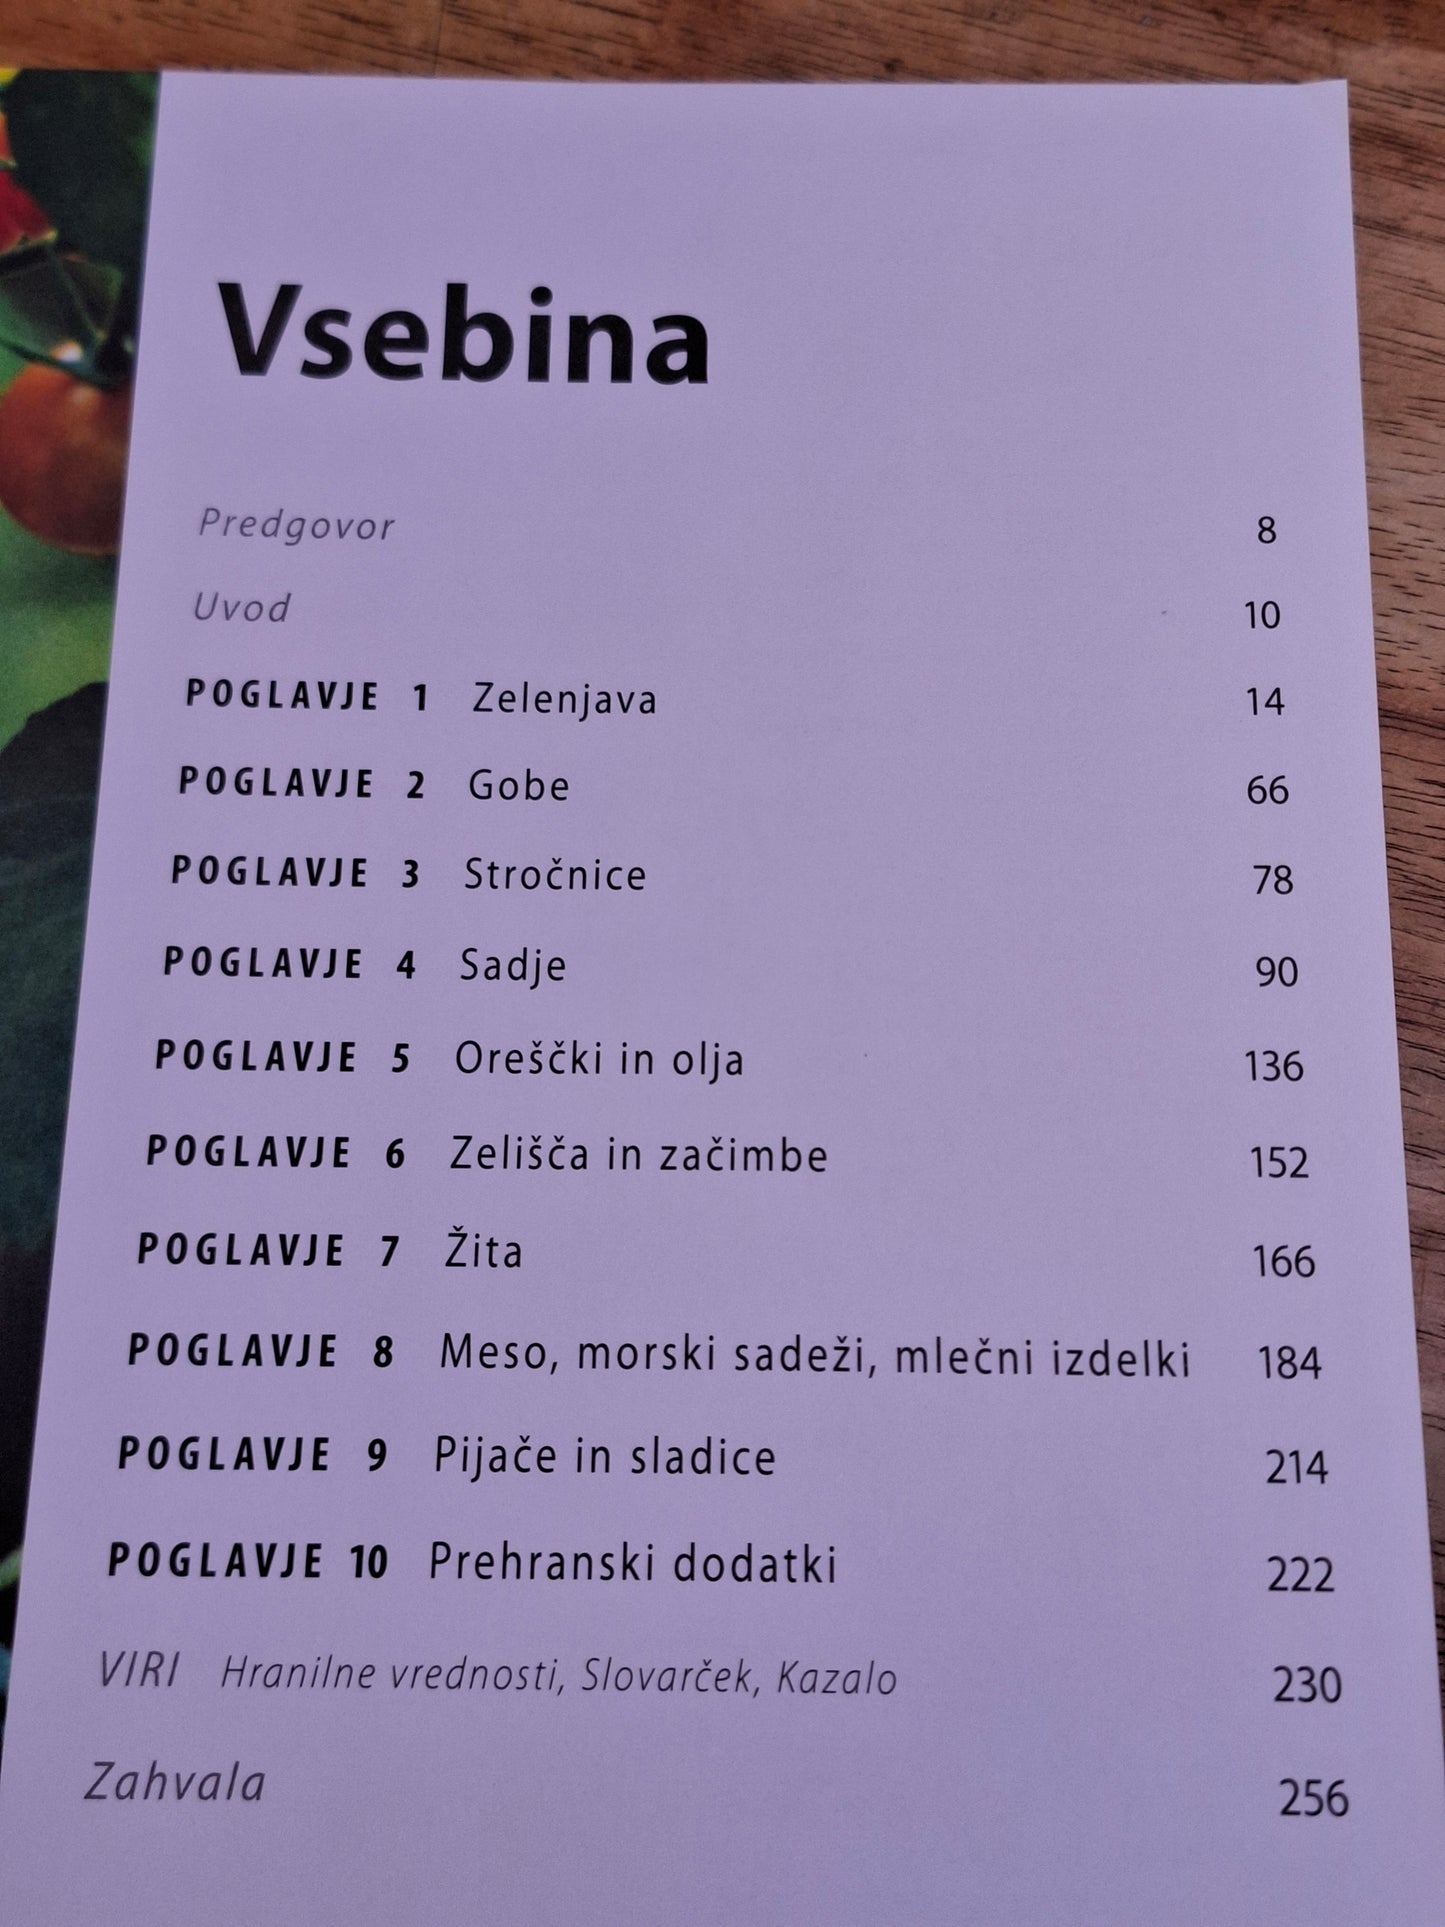 Vsebina
Predgovor 8
Uvod 10
POGLAVJE 1 Zelenjava 14
POGLAVJE 2 Gobe 66
POGLAVJE 3 Stročnice 78
POGLAVJE 4 Sadje 90
POGLAVJE 5 Oreščki in olja 136
POGLAVJE 6 Zelišča in začimbe 152
POGLAVJE 7 Žita 166
POGLAVJE 8 Meso, morski sadeži, mlečni izdelki 184
POGLAVJE 9 Pijače in sladice 214
POGLAVJE 10 Prehranski dodatki 222
VIRI Hranilne vrednosti, Slovarček, Kazalo 230
Zahvala 256